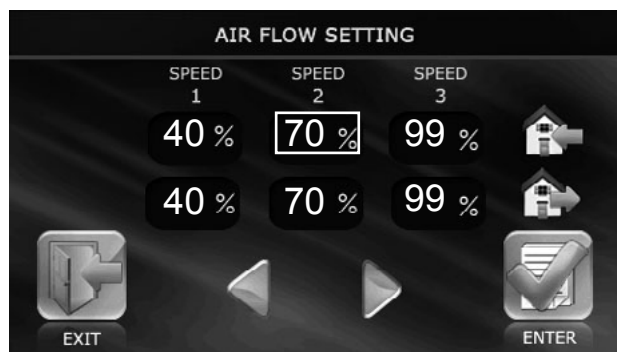 AIR FLOW SETTING
SPEED 1 SPEED 2 SPEED 3
40 % 70 % 99 %
40 % 70 % 99 %
EXIT ENTER